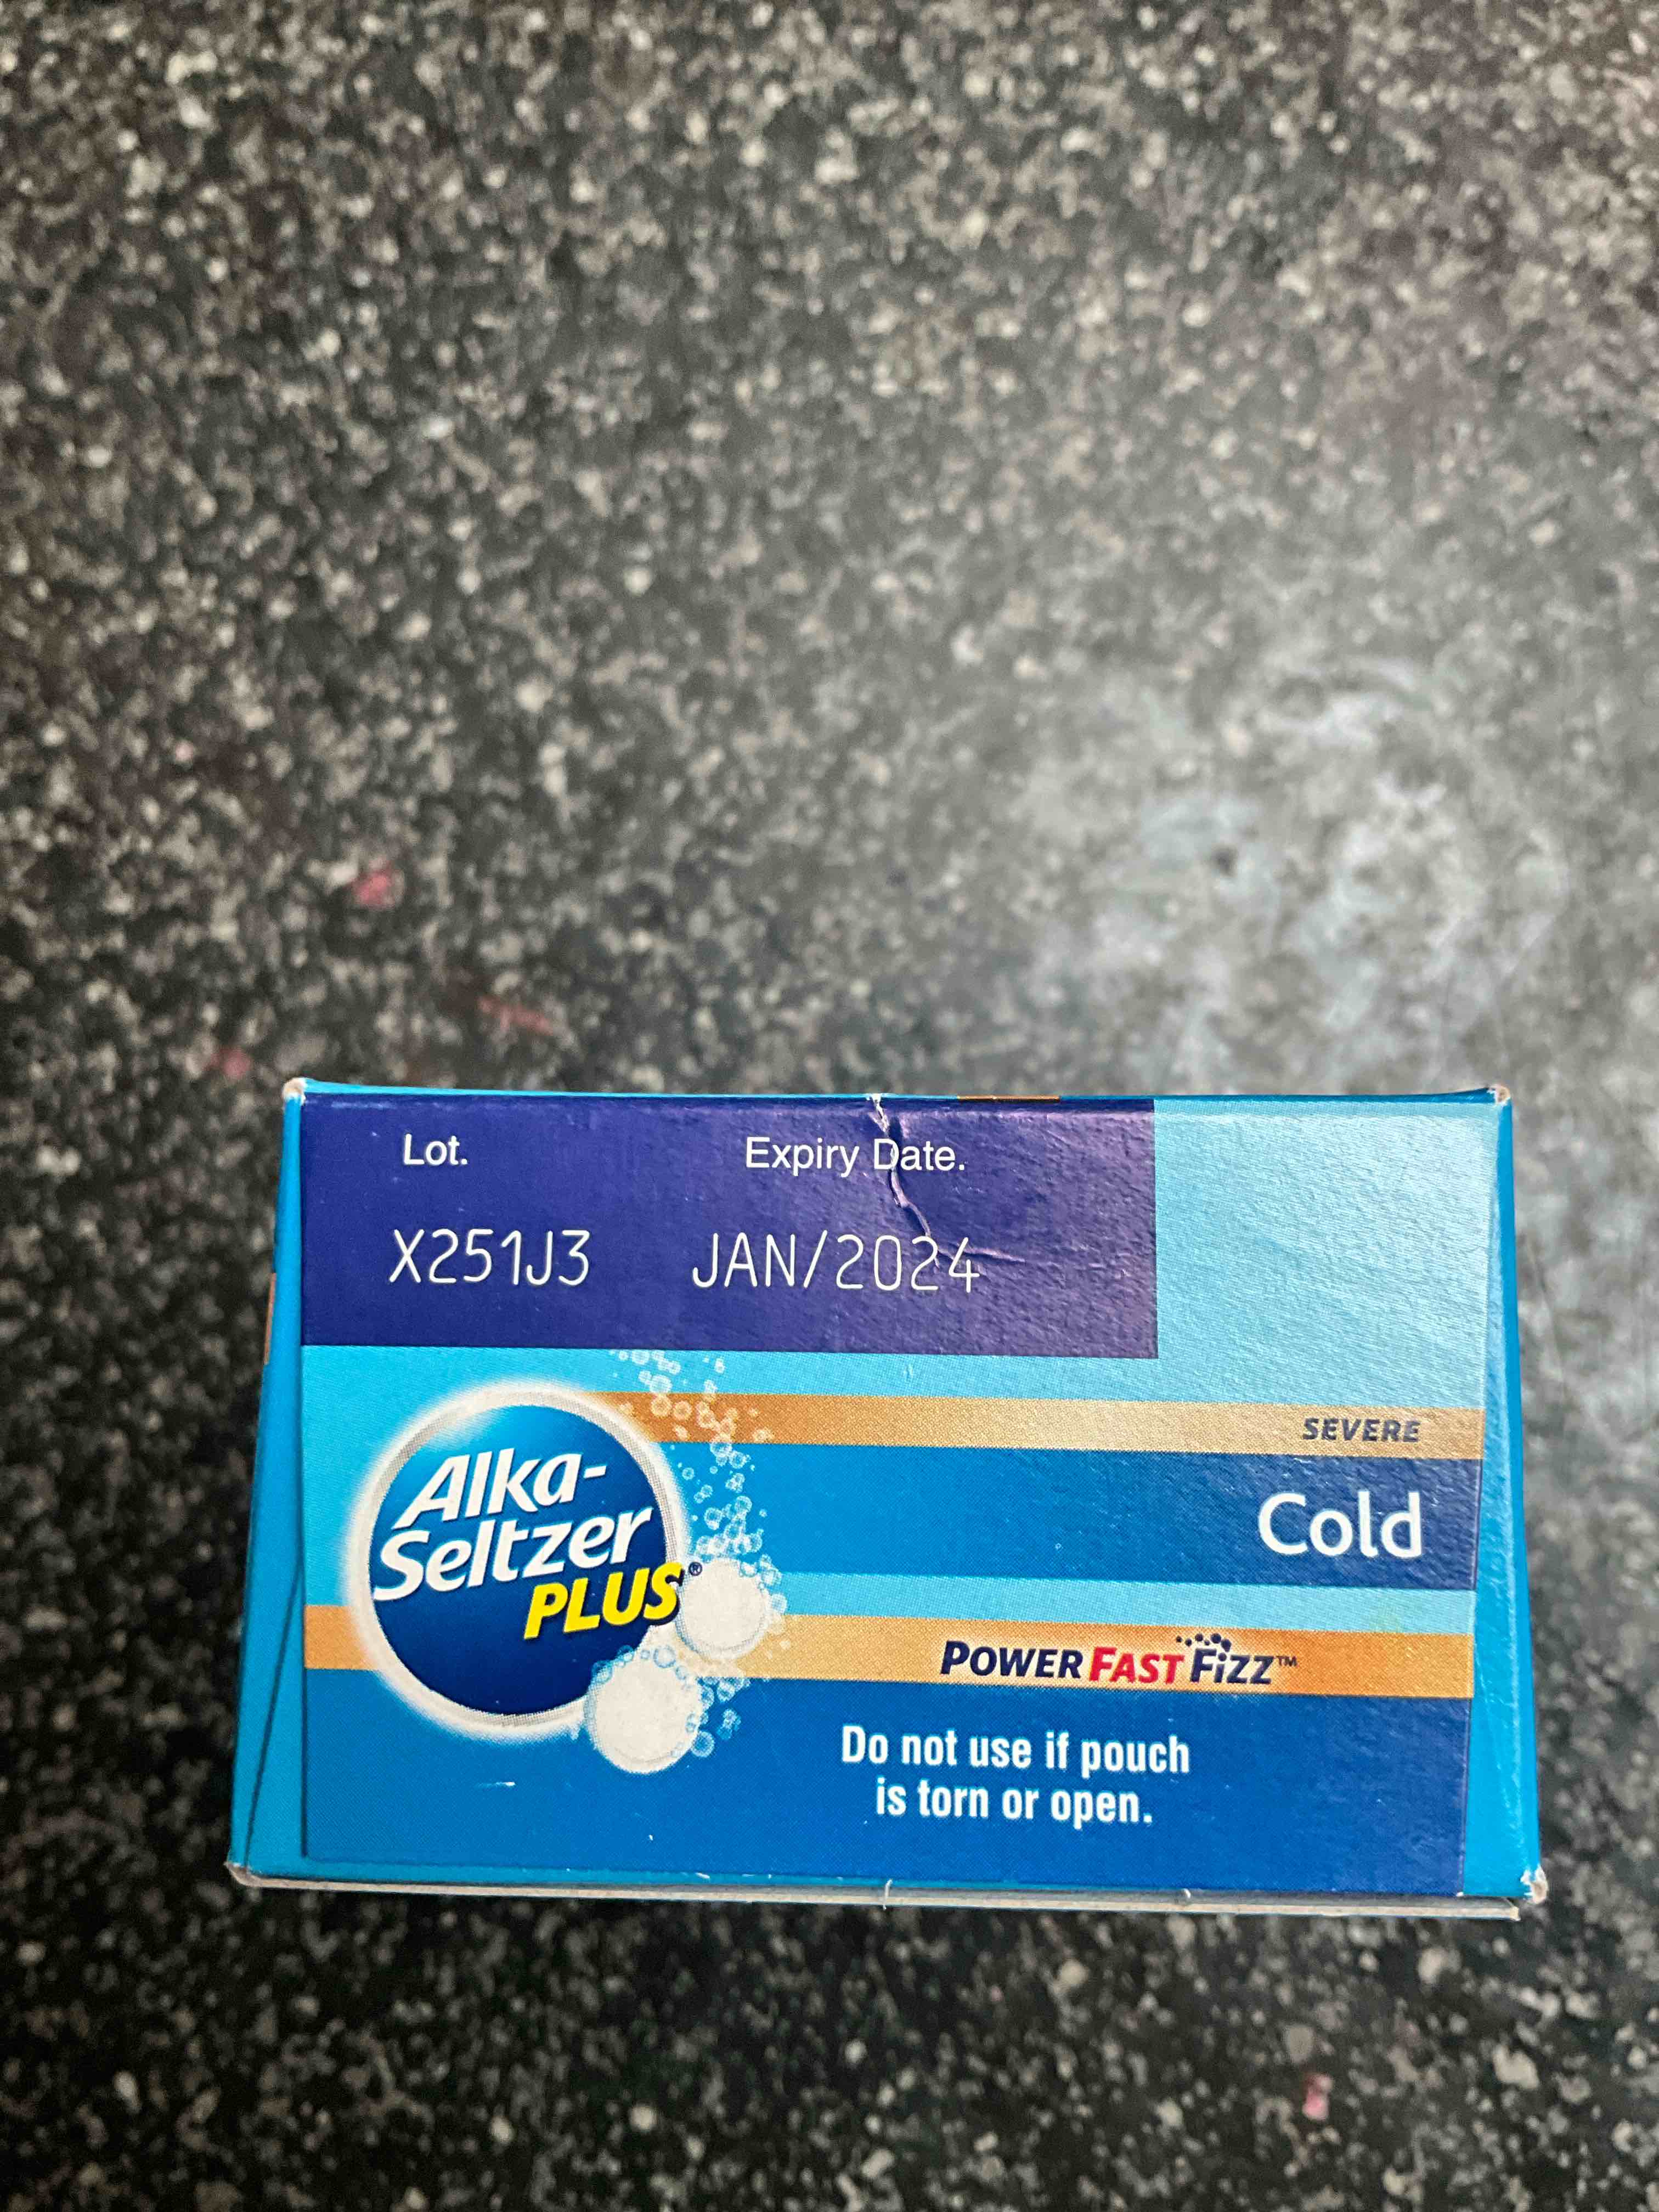 Lot. Expiry Date.
X251J3 JAN/2024
SEVERE
Cold
Alka-
Seltzer
PLUS®
POWER FAST FIZZ™
Do not use if pouch
is torn or open.